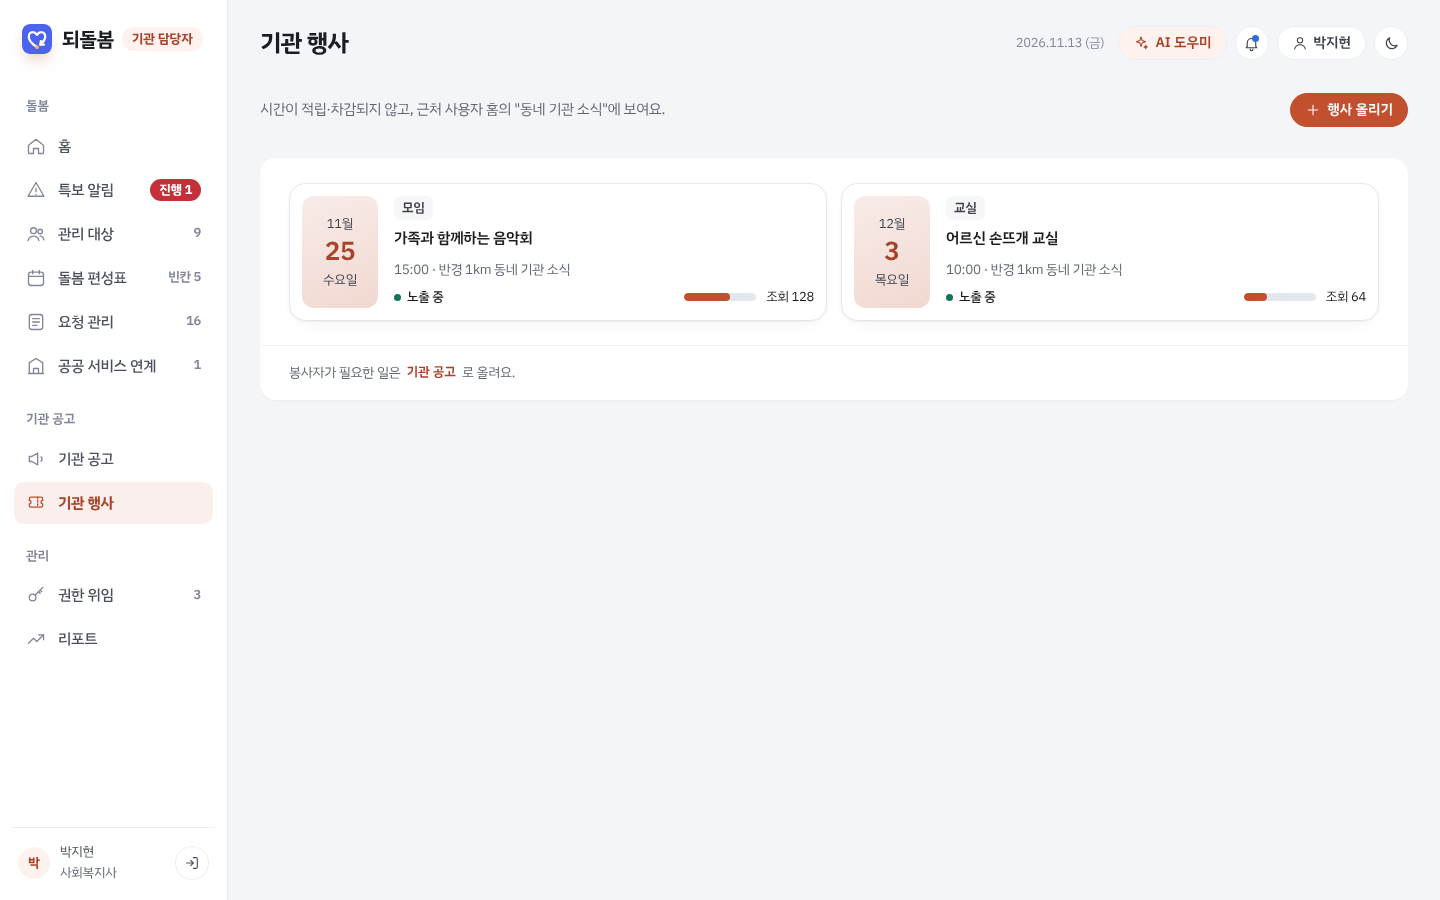 되돌봄
기관 담당자
돌봄
홈
특보 알림
진행 1
관리 대상
9
돌봄 편성표
빈칸 5
요청 관리
16
공공 서비스 연계
1
기관 공고
기관 공고
기관 행사
관리
권한 위임
3
리포트
박
박지현
사회복지사
기관 행사
2026.11.13 (금)
AI 도우미
박지현
시간이 적립·차감되지 않고, 근처 사용자 홈의 "동네 기관 소식"에 보여요.
행사 올리기
11월
25
수요일
모임
가족과 함께하는 음악회
15:00 · 반경 1km 동네 기관 소식
노출 중
조회 128
12월
3
목요일
교실
어르신 손뜨개 교실
10:00 · 반경 1km 동네 기관 소식
노출 중
조회 64
봉사자가 필요한 일은 기관 공고 로 올려요.